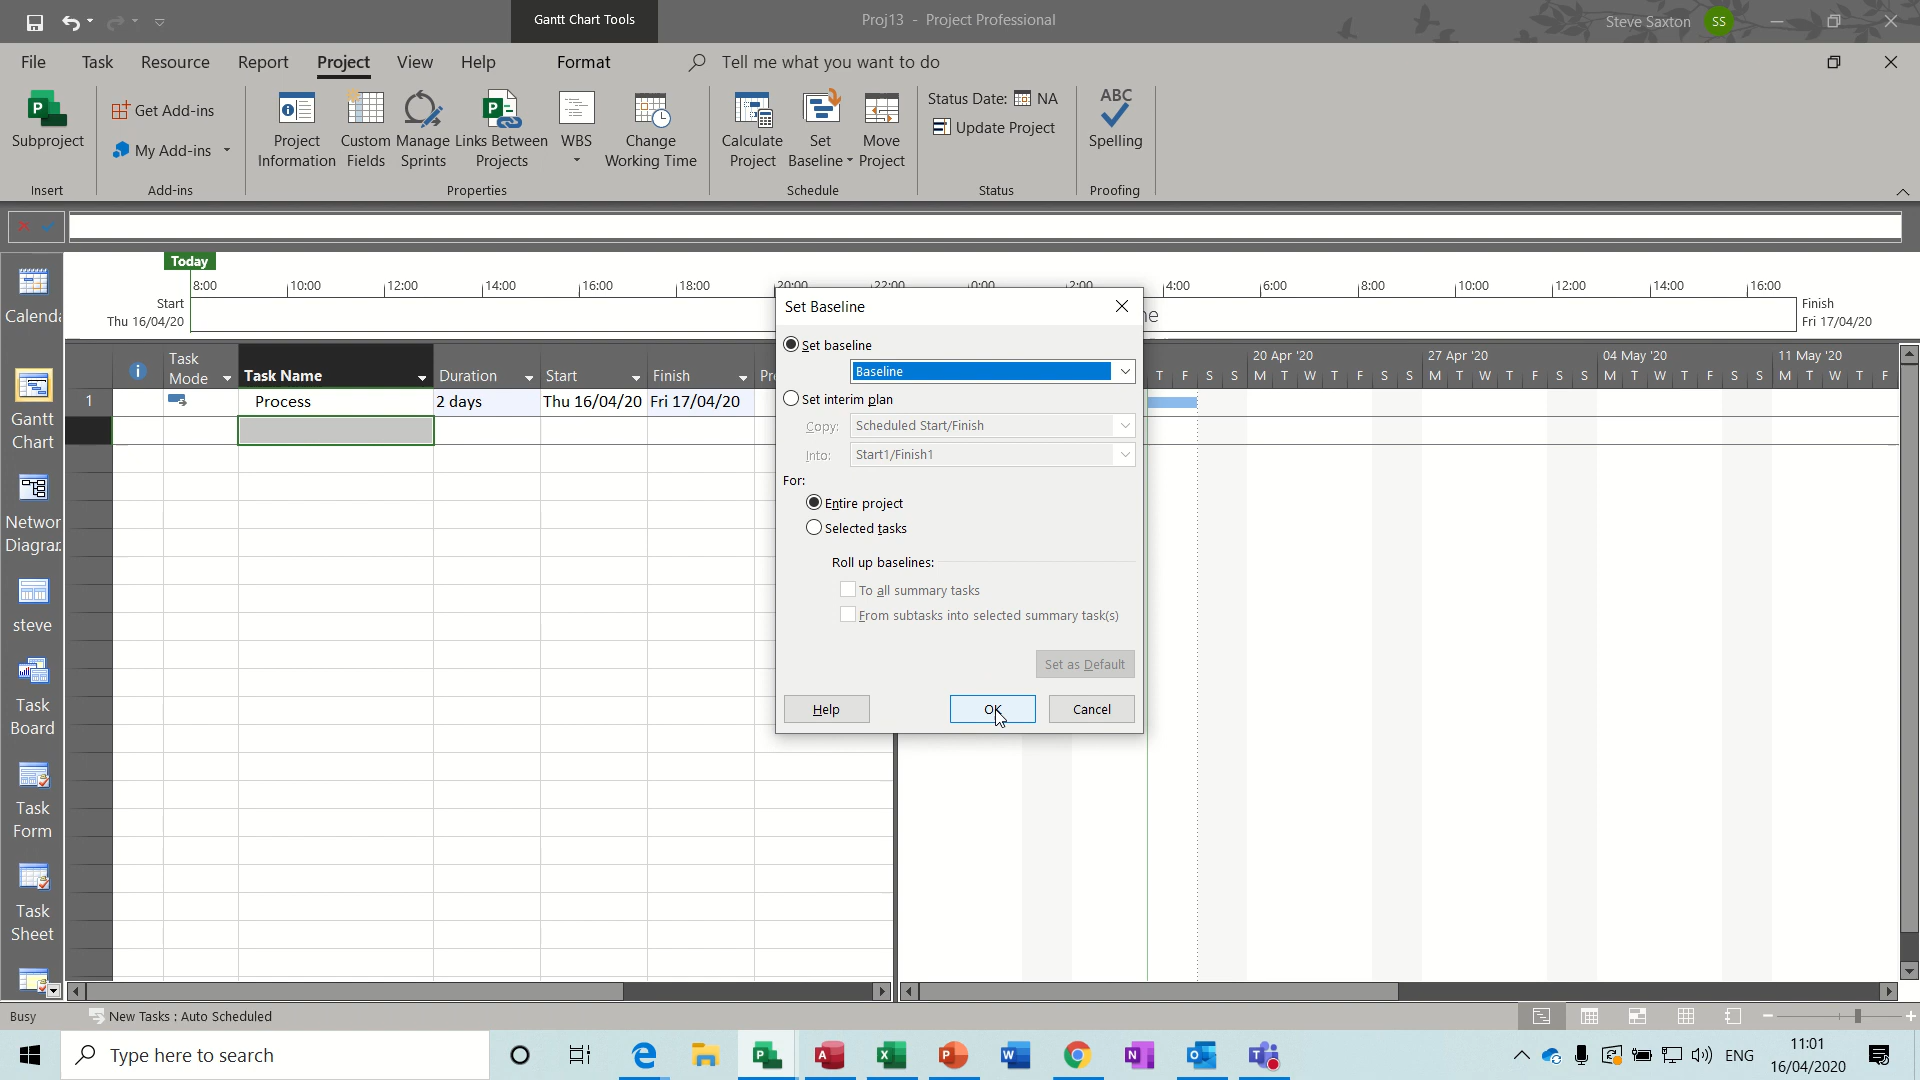 Gantt Chart Tools
Proj13 - Project Professional
Steve Saxton
SS
File Task Resource Report Project View Help Format Tell me what you want to do
Subproject
Insert
Get Add-ins
My Add-ins
Add-ins
Project Information
Custom Fields
Manage Sprints
Links Between Projects
WBS
Change Working Time
Properties
Calculate Project
Set Baseline
Move Project
Schedule
Status Date: NA
Update Project
Status
ABC
Spelling
Proofing
Today
8:00 10:00 12:00 14:00 16:00 18:00 20:00 22:00 0:00 2:00 4:00 6:00 8:00 10:00 12:00 14:00 16:00
Start
Thu 16/04/20
Finish
Fri 17/04/20
Task Mode
Task Name
Duration
Start
Finish
20 Apr '20 27 Apr '20 04 May '20 11 May '20
T F S S M T W T F S S M T W T F S S M T W T F S S M T W T F
1 Process 2 days Thu 16/04/20 Fri 17/04/20
Set Baseline
Set baseline
Baseline
Set interim plan
Copy: Scheduled Start/Finish
Into: Start1/Finish1
For:
Entire project
Selected tasks
Roll up baselines:
To all summary tasks
From subtasks into selected summary task(s)
Set as Default
Help OK Cancel
Gantt
Chart
steve
Task
Board
Task
Form
Task
Sheet
Busy
New Tasks : Auto Scheduled
Type here to search
ENG
11:01
16/04/2020